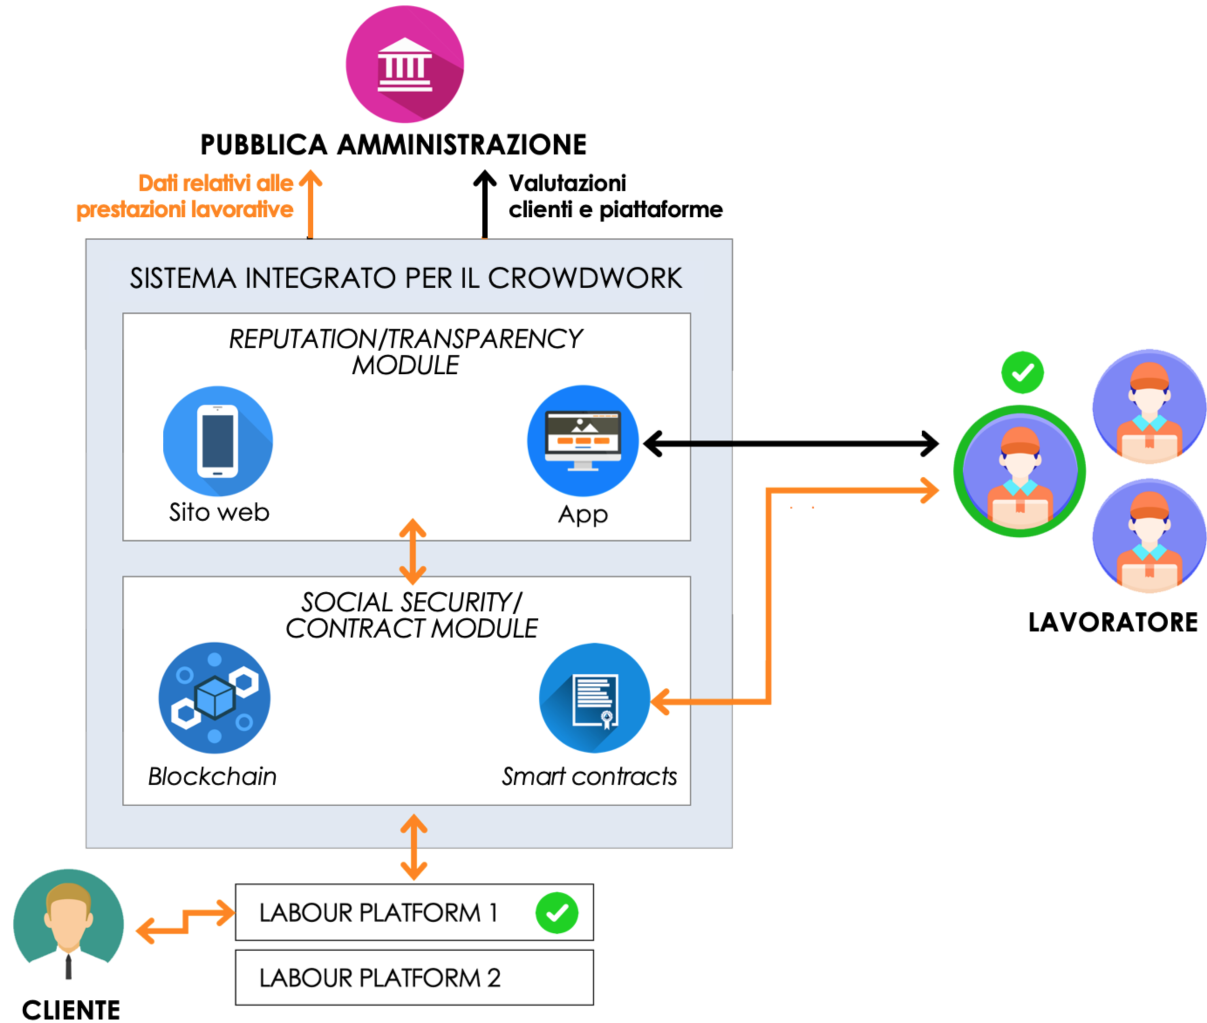 PUBBLICA AMMINISTRAZIONE
Dati relativi alle
prestazioni lavorative
Valutazioni
clienti e piattaforme
SISTEMA INTEGRATO PER IL CROWDWORK
REPUTATION/TRANSPARENCY
MODULE
Sito web
App
SOCIAL SECURITY/
CONTRACT MODULE
Blockchain
Smart contracts
LAVORATORE
LABOUR PLATFORM 1
LABOUR PLATFORM 2
CLIENTE